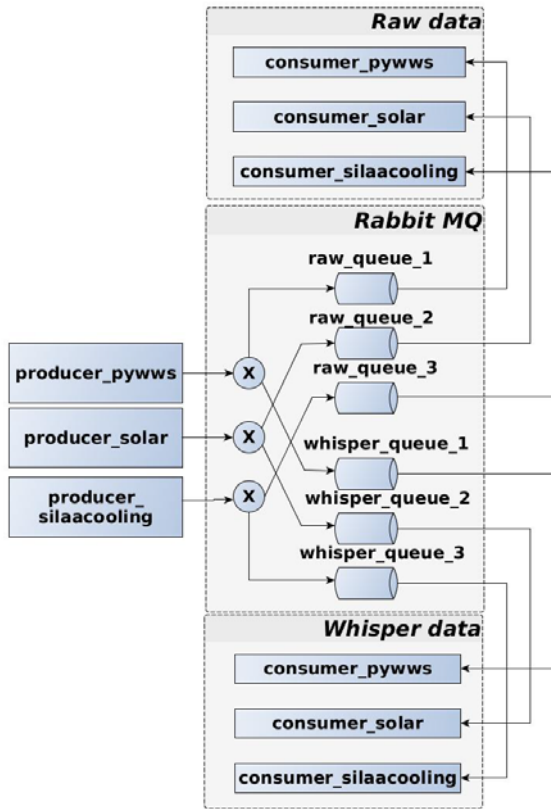 Raw data
consumer_pywws
consumer_solar
consumer_silaacooling
Rabbit MQ
raw_queue_1
raw_queue_2
raw_queue_3
whisper_queue_1
whisper_queue_2
whisper_queue_3
producer_pywws
producer_solar
producer_
silaacooling
X
X
X
Whisper data
consumer_pywws
consumer_solar
consumer_silaacooling